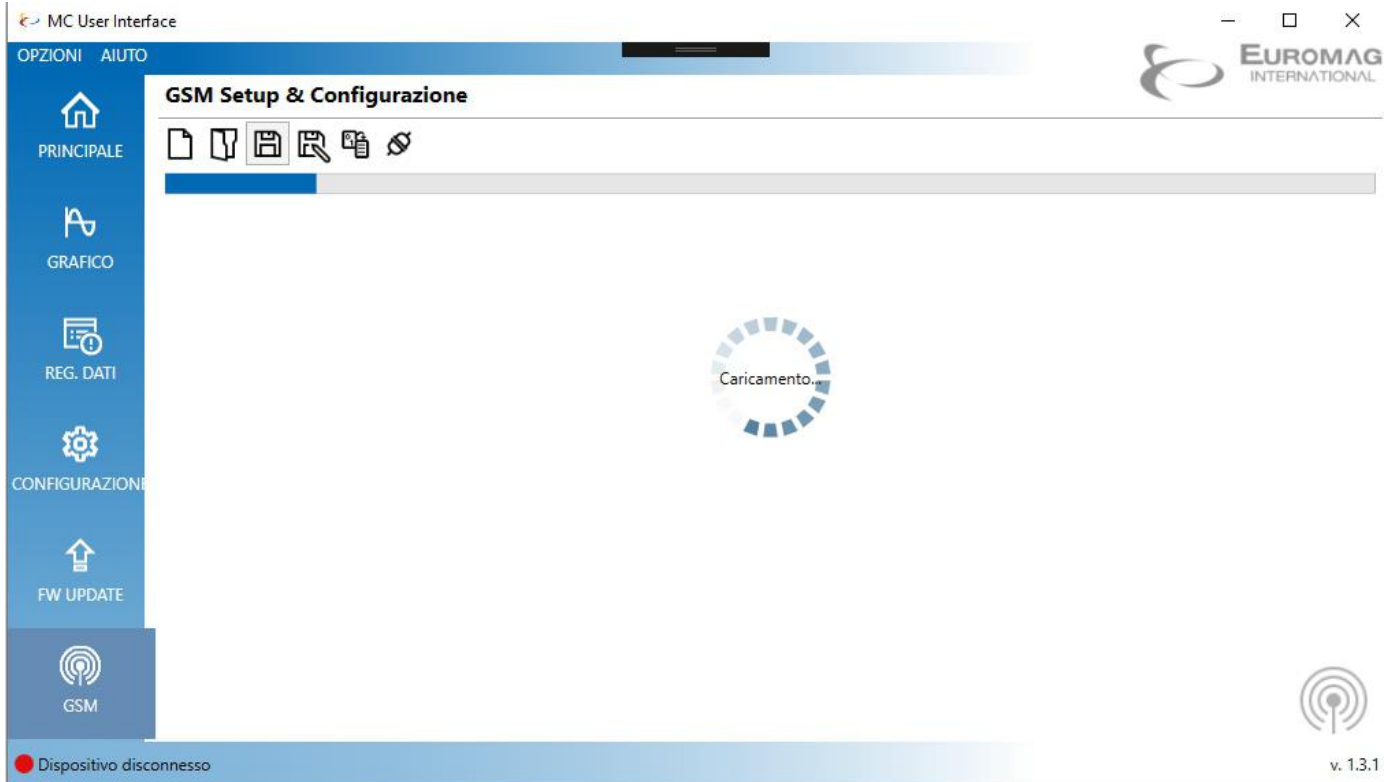 MC User Interface
OPZIONI AIUTO
EUROMAG
INTERNATIONAL
GSM Setup & Configurazione
PRINCIPALE
GRAFICO
REG. DATI
Caricamento...
CONFIGURAZIONE
FW UPDATE
GSM
Dispositivo disconnesso
v. 1.3.1